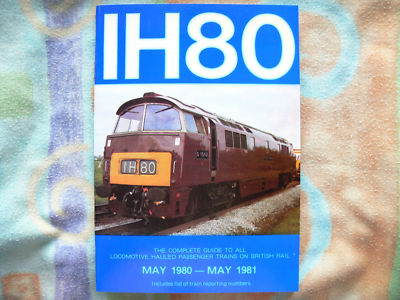 IH80
IH80
THE COMPLETE GUIDE TO ALL
LOCOMOTIVE HAULED PASSENGER TRAINS ON BRITISH RAIL
MAY 1980 — MAY 1981
Includes list of train reporting numbers